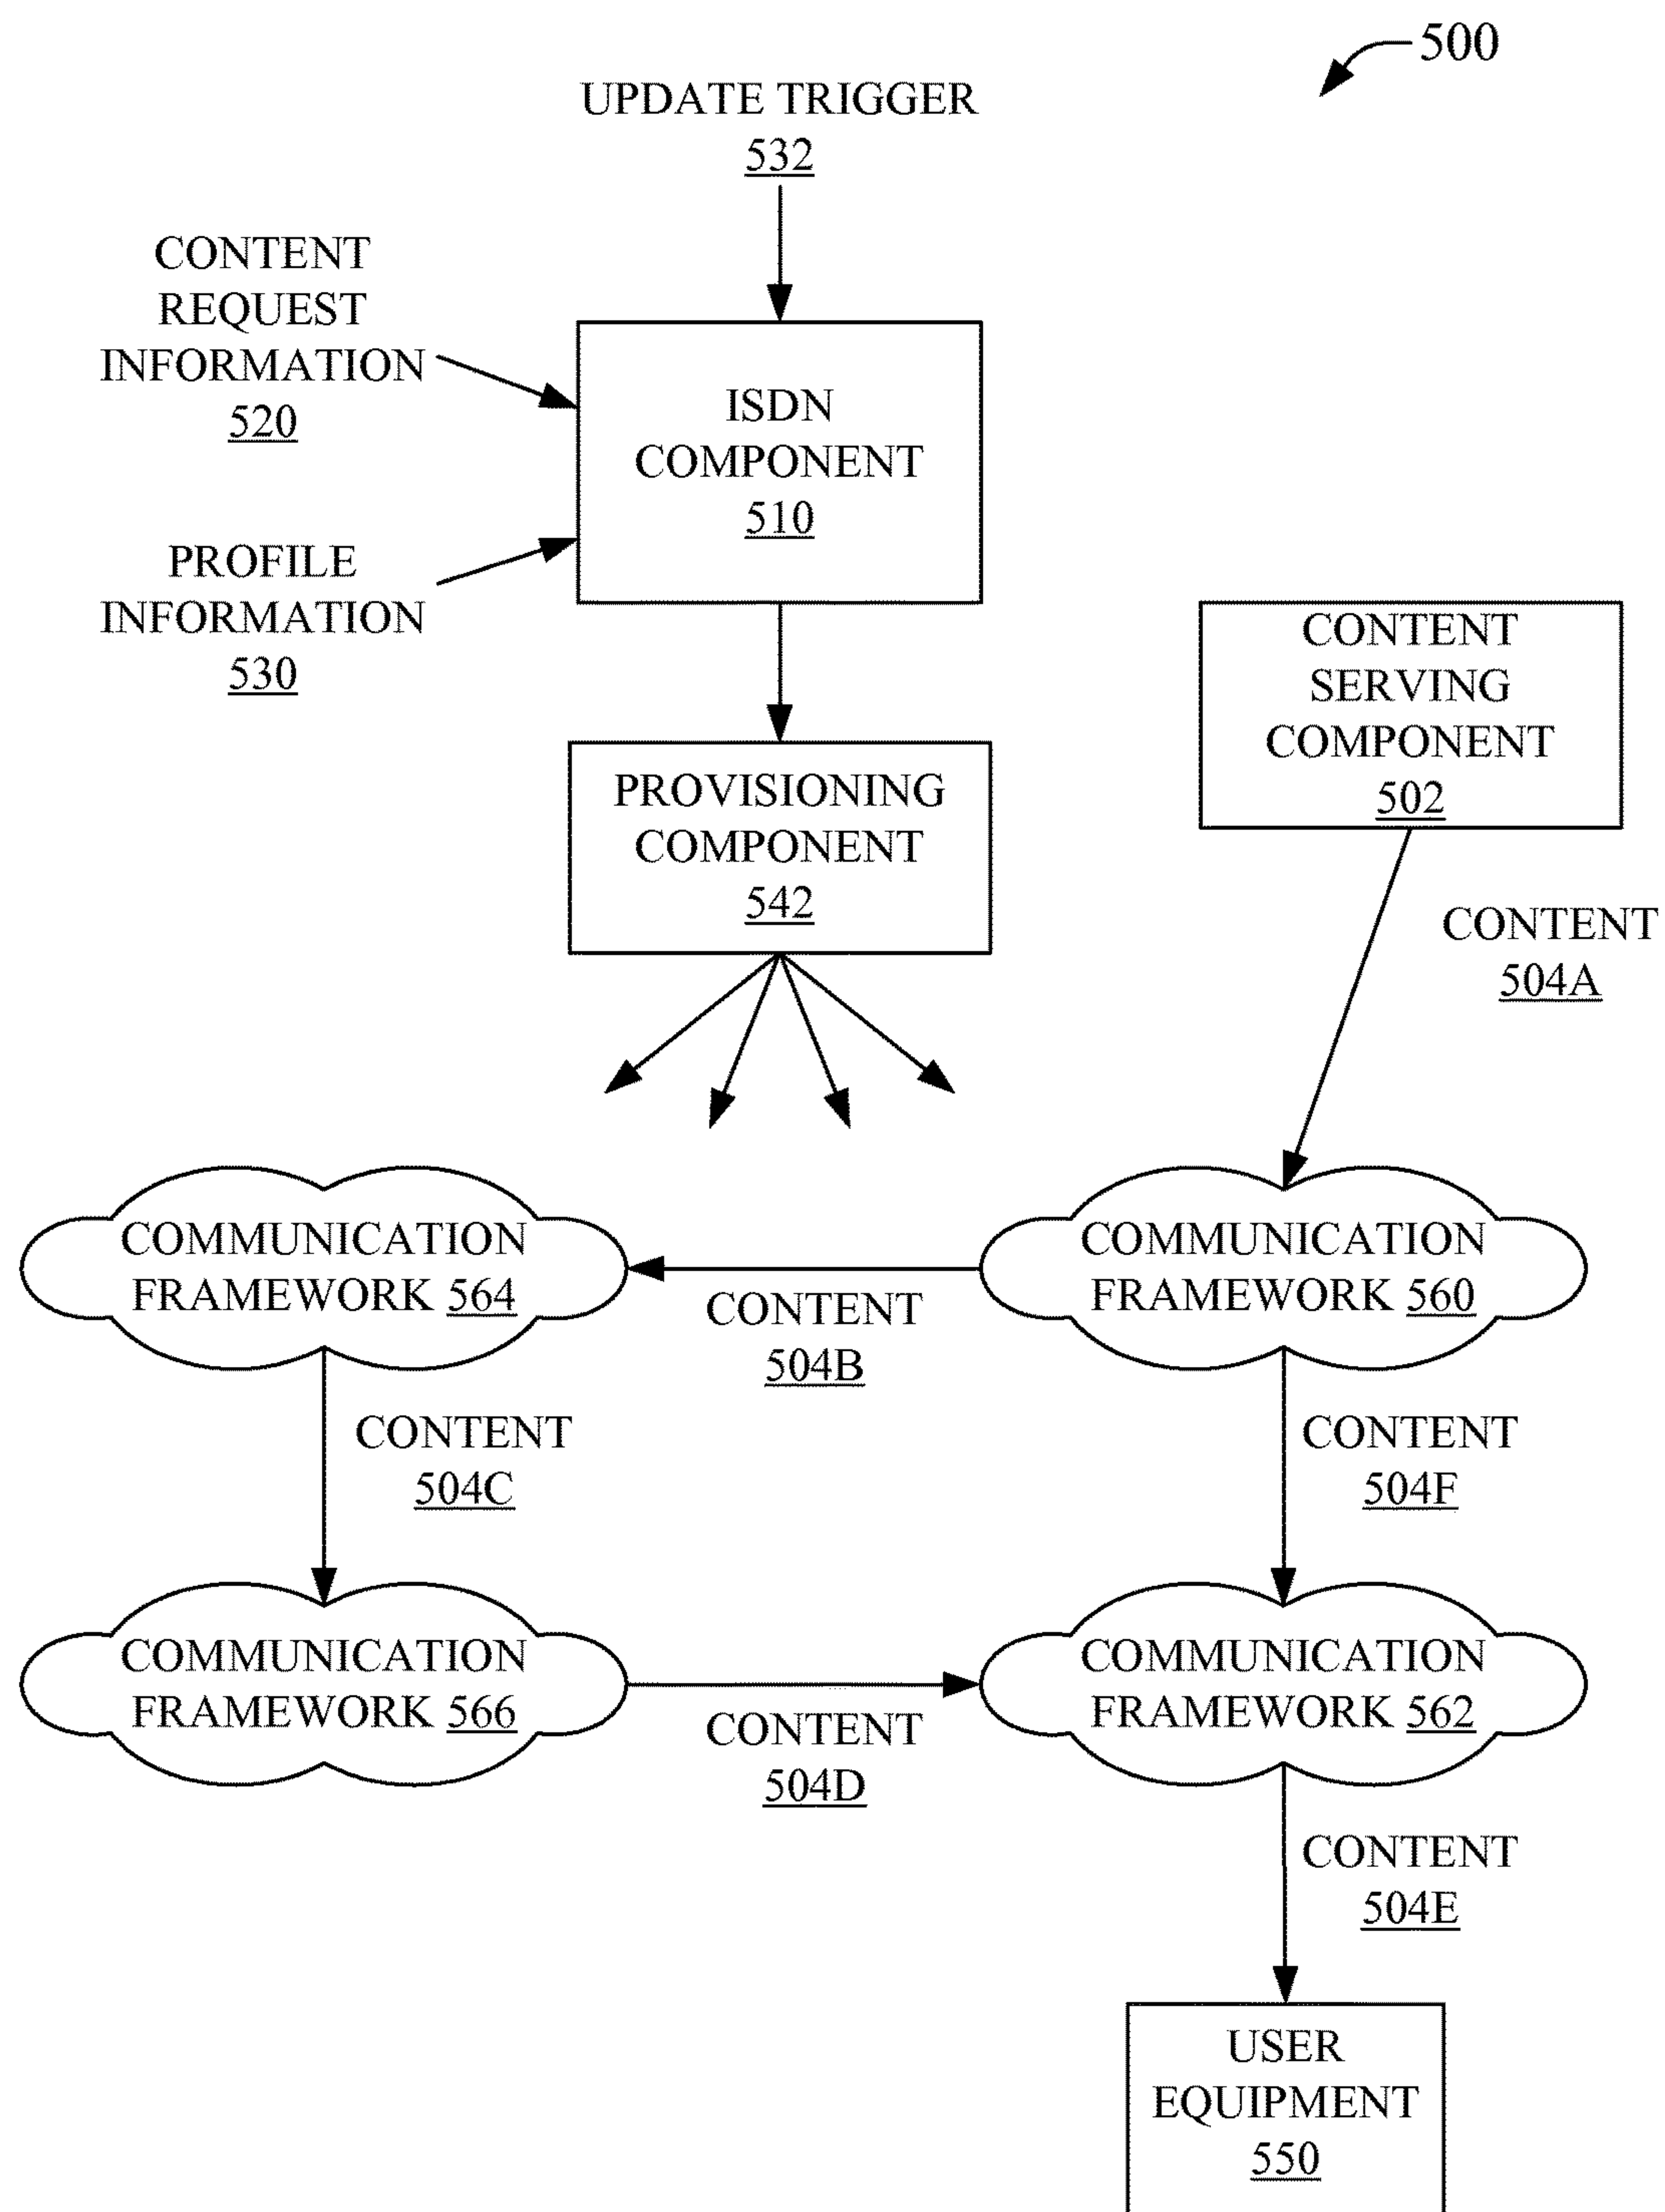 500
UPDATE TRIGGER
532
CONTENT
REQUEST
INFORMATION
520
ISDN
COMPONENT
510
PROFILE
INFORMATION
530
CONTENT
SERVING
COMPONENT
502
PROVISIONING
COMPONENT
542
CONTENT
504A
COMMUNICATION
FRAMEWORK 564
COMMUNICATION
FRAMEWORK 560
CONTENT
504B
CONTENT
504C
CONTENT
504F
COMMUNICATION
FRAMEWORK 566
COMMUNICATION
FRAMEWORK 562
CONTENT
504D
CONTENT
504E
USER
EQUIPMENT
550